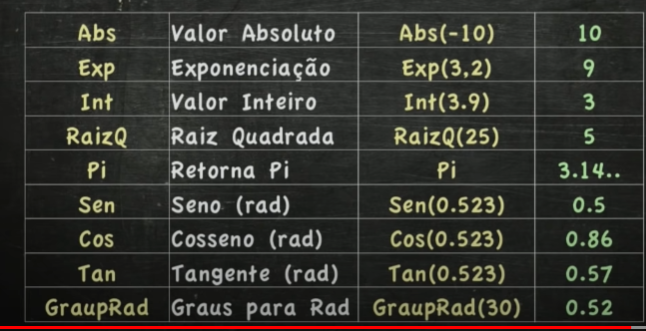 Abs Valor Absoluto Abs(-10) 10
Exp Exponenciação Exp(3,2) 9
Int Valor Inteiro Int(3.9) 3
RaizQ Raiz Quadrada RaizQ(25) 5
Pi Retorna Pi Pi 3.14..
Sen Seno (rad) Sen(0.523) 0.5
Cos Cosseno (rad) Cos(0.523) 0.86
Tan Tangente (rad) Tan(0.523) 0.57
GraupRad Graus para Rad GraupRad(30) 0.52